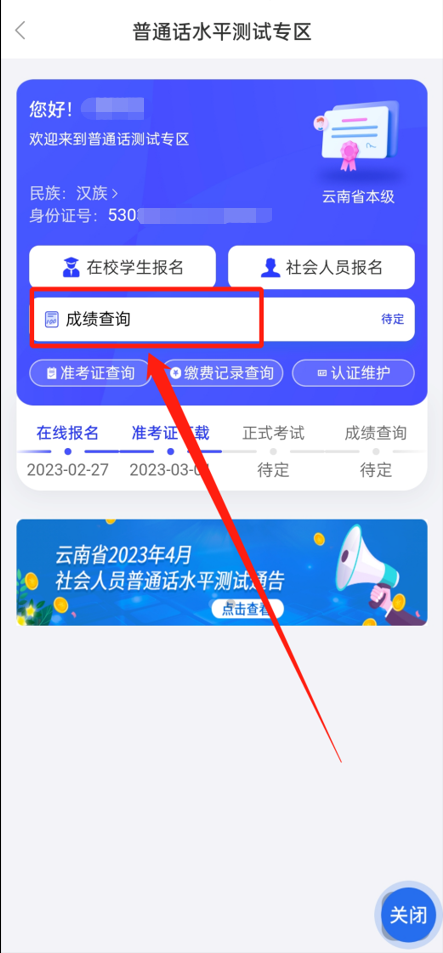 普通话水平测试专区
您好！
欢迎来到普通话测试专区
民族：汉族
身份证号：530
云南省本级
在校学生报名
社会人员报名
成绩查询
待定
准考证查询
缴费记录查询
认证维护
在线报名 准考证 载 正式考试 成绩查询
2023-02-27 2023-03-0 待定 待定
云南省2023年4月
社会人员普通话水平测试通告
点击查看
关闭